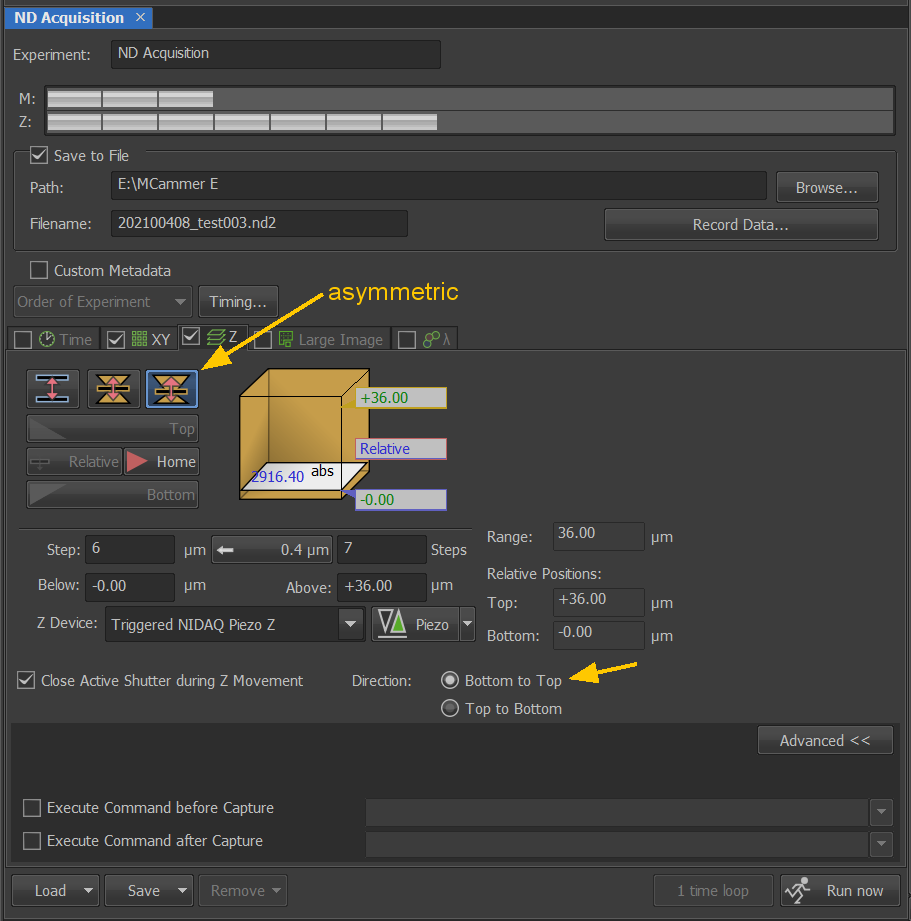 ND Acquisition ×
Experiment: ND Acquisition
M:
Z:
Save to File
Path: E:\MCammer E Browse...
Filename: 202100408_test003.nd2 Record Data...
Custom Metadata
Order of Experiment Timing... asymmetric
Time XY Z Large Image λ
+36.00
Top
Relative Home Relative
2916.40 abs
Bottom -0.00
Step: 6 µm 0.4 µm 7 Steps Range: 36.00 µm
Below: -0.00 µm Above: +36.00 µm Relative Positions:
Top: +36.00 µm
Z Device: Triggered NIDAQ Piezo Z Piezo Bottom: -0.00 µm
Close Active Shutter during Z Movement Direction: Bottom to Top
Top to Bottom
Advanced <<
Execute Command before Capture
Execute Command after Capture
Load Save Remove 1 time loop Run now